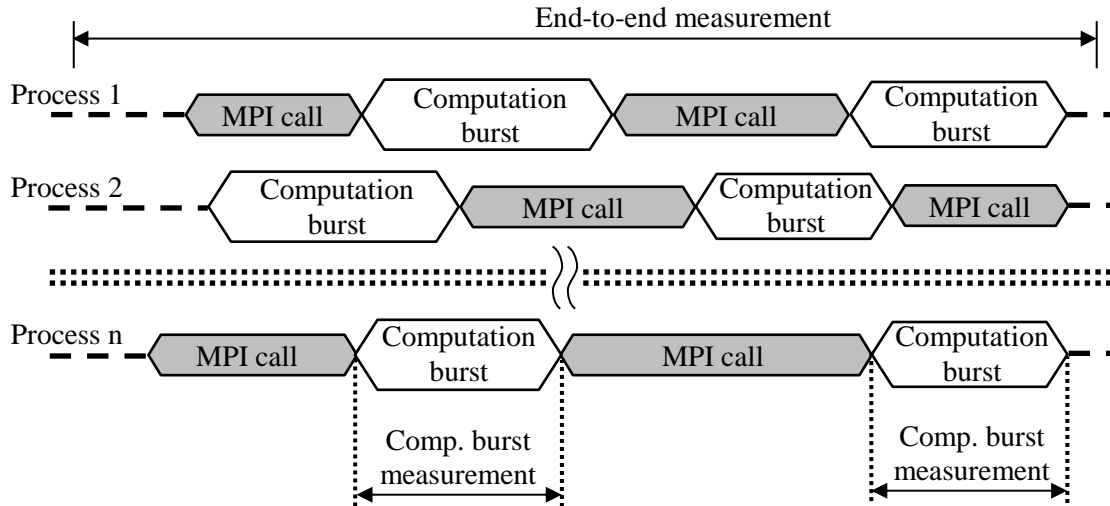 End-to-end measurement
Process 1
MPI call
Computation
burst
MPI call
Computation
burst
Process 2
Computation
burst
MPI call
Computation
burst
MPI call
Process n
MPI call
Computation
burst
MPI call
Computation
burst
Comp. burst
measurement
Comp. burst
measurement